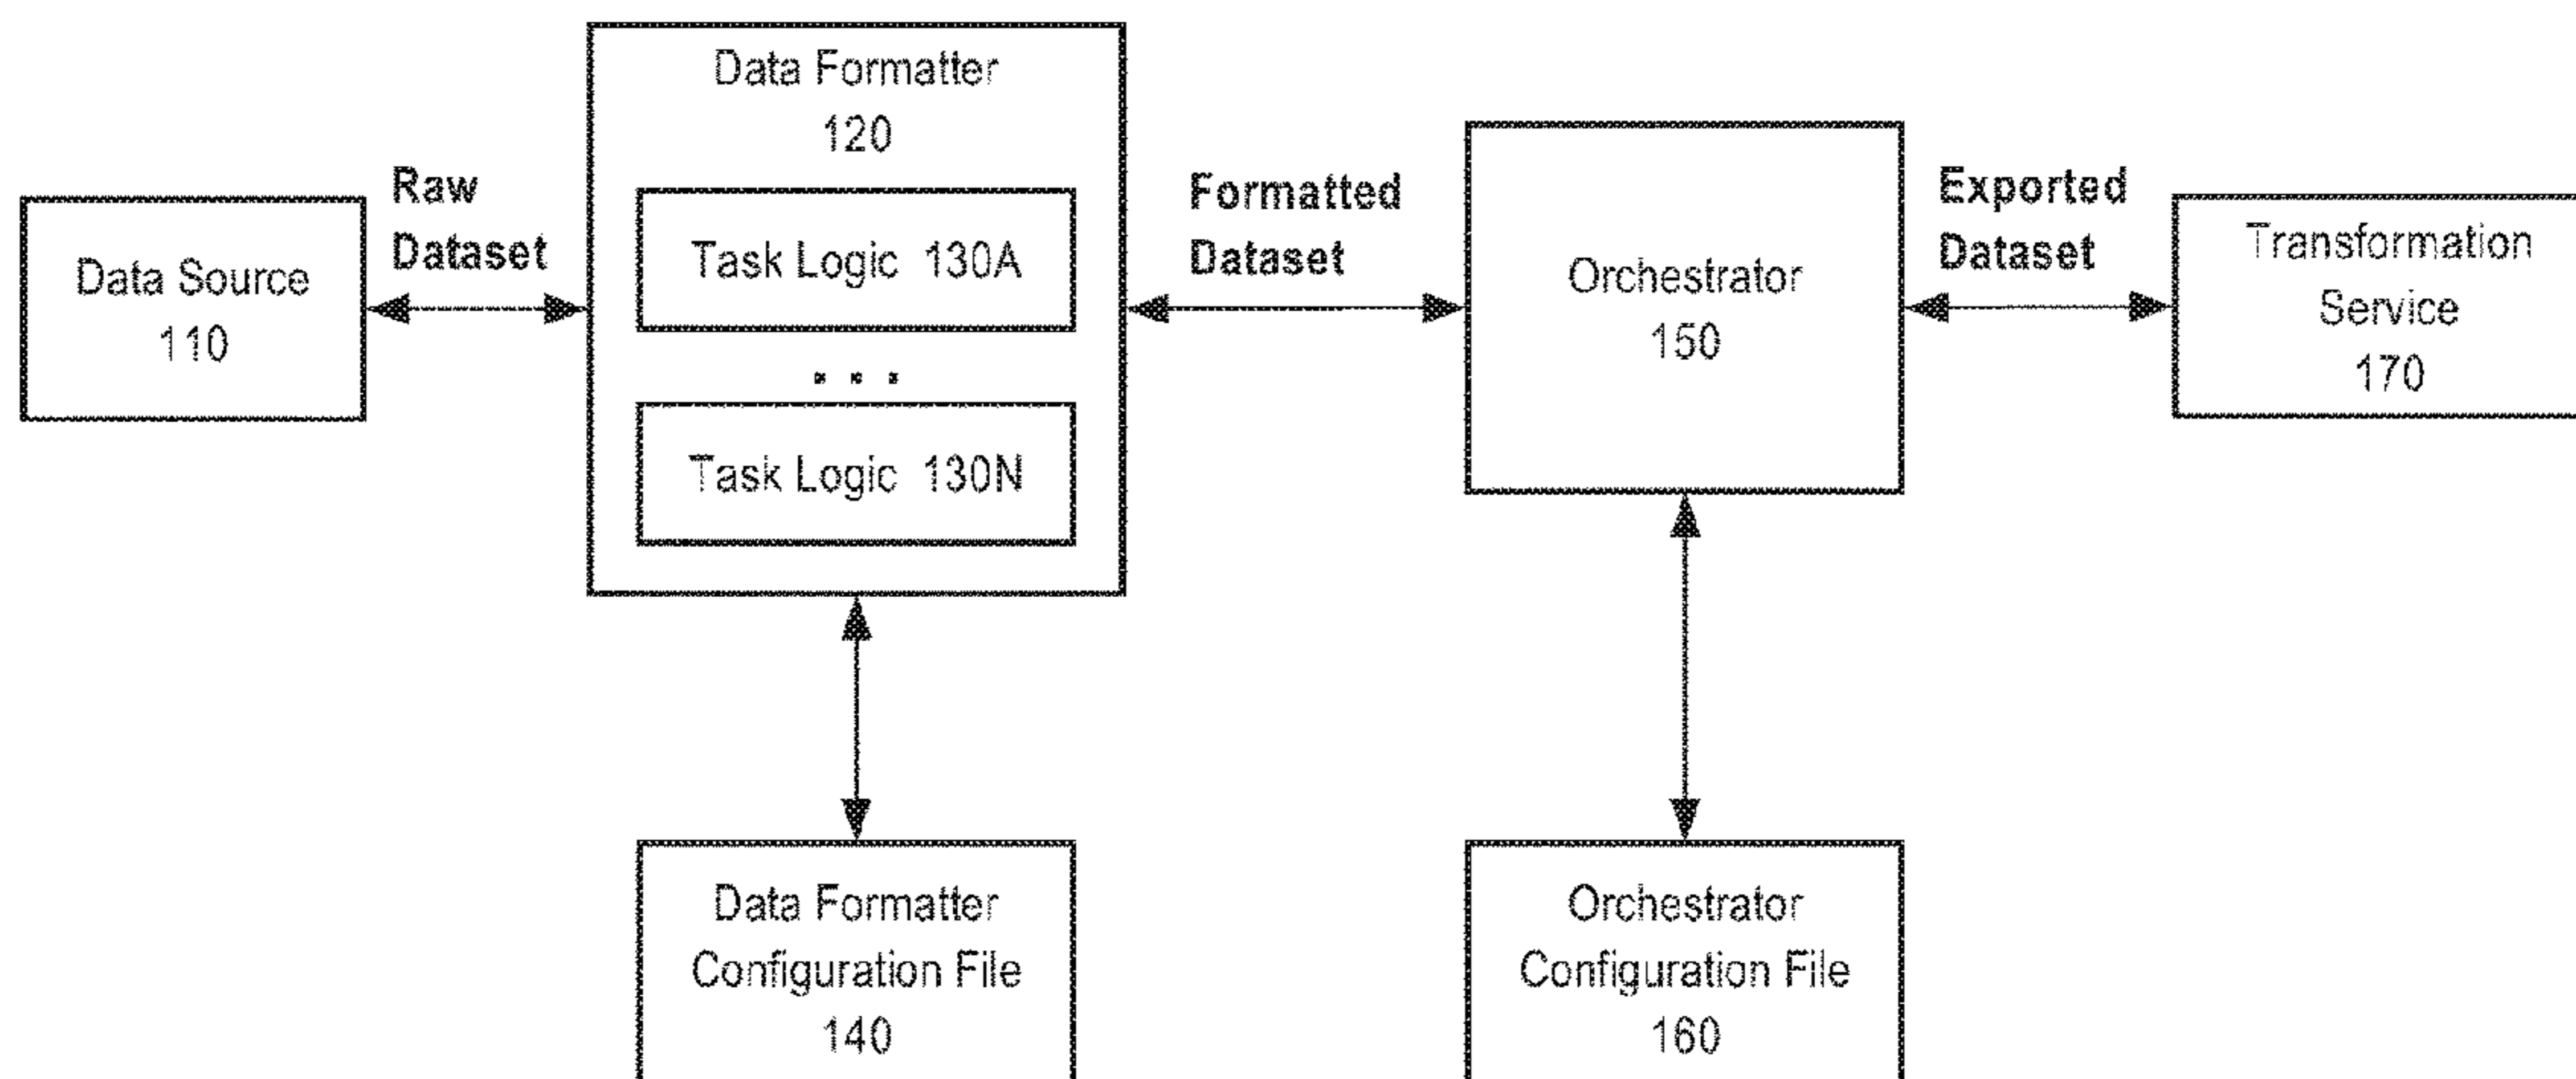 Data Source
110
Raw
Dataset
Data Formatter
120
Task Logic 130A
...
Task Logic 130N
Formatted
Dataset
Orchestrator
150
Exported
Dataset
Transformation
Service
170
Data Formatter
Configuration File
140
Orchestrator
Configuration File
160